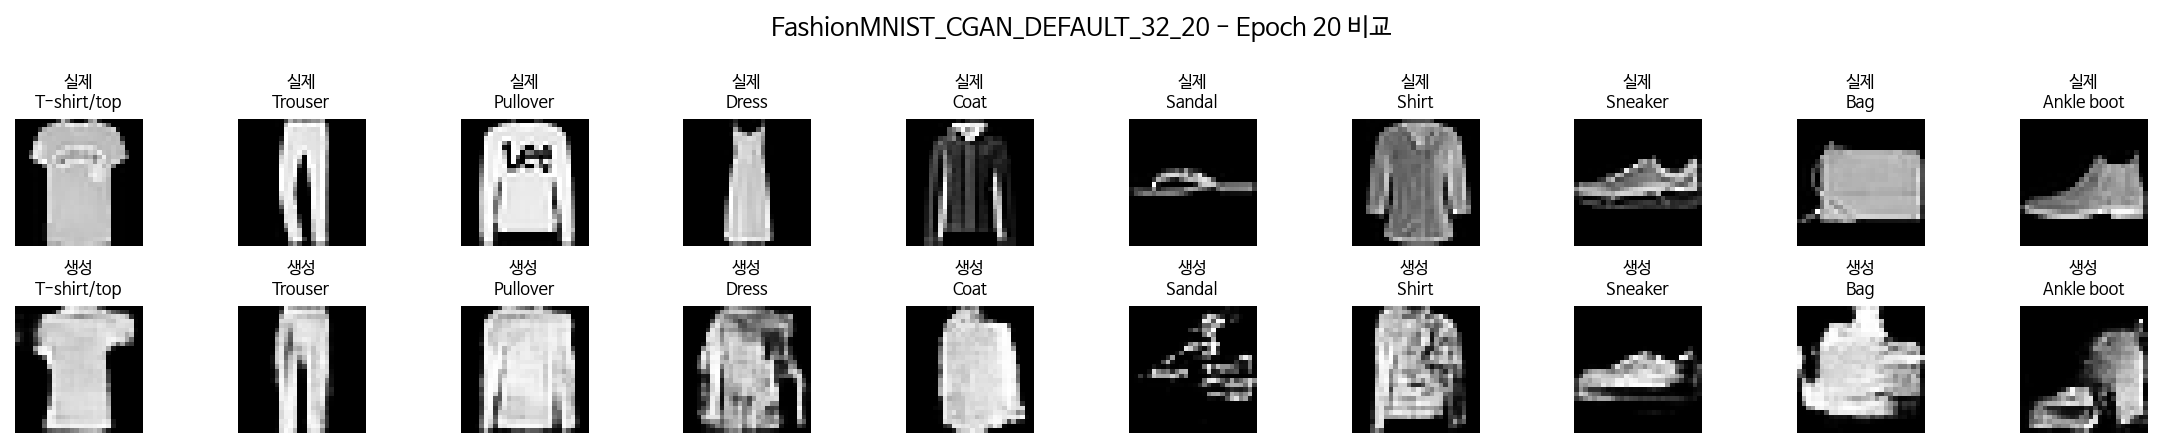 FashionMNIST_CGAN_DEFAULT_32_20 - Epoch 20 비교
실제 실제 실제 실제 실제 실제 실제 실제 실제 실제
T-shirt/top Trouser Pullover Dress Coat Sandal Shirt Sneaker Bag Ankle boot
Lee
생성 생성 생성 생성 생성 생성 생성 생성 생성 생성
T-shirt/top Trouser Pullover Dress Coat Sandal Shirt Sneaker Bag Ankle boot